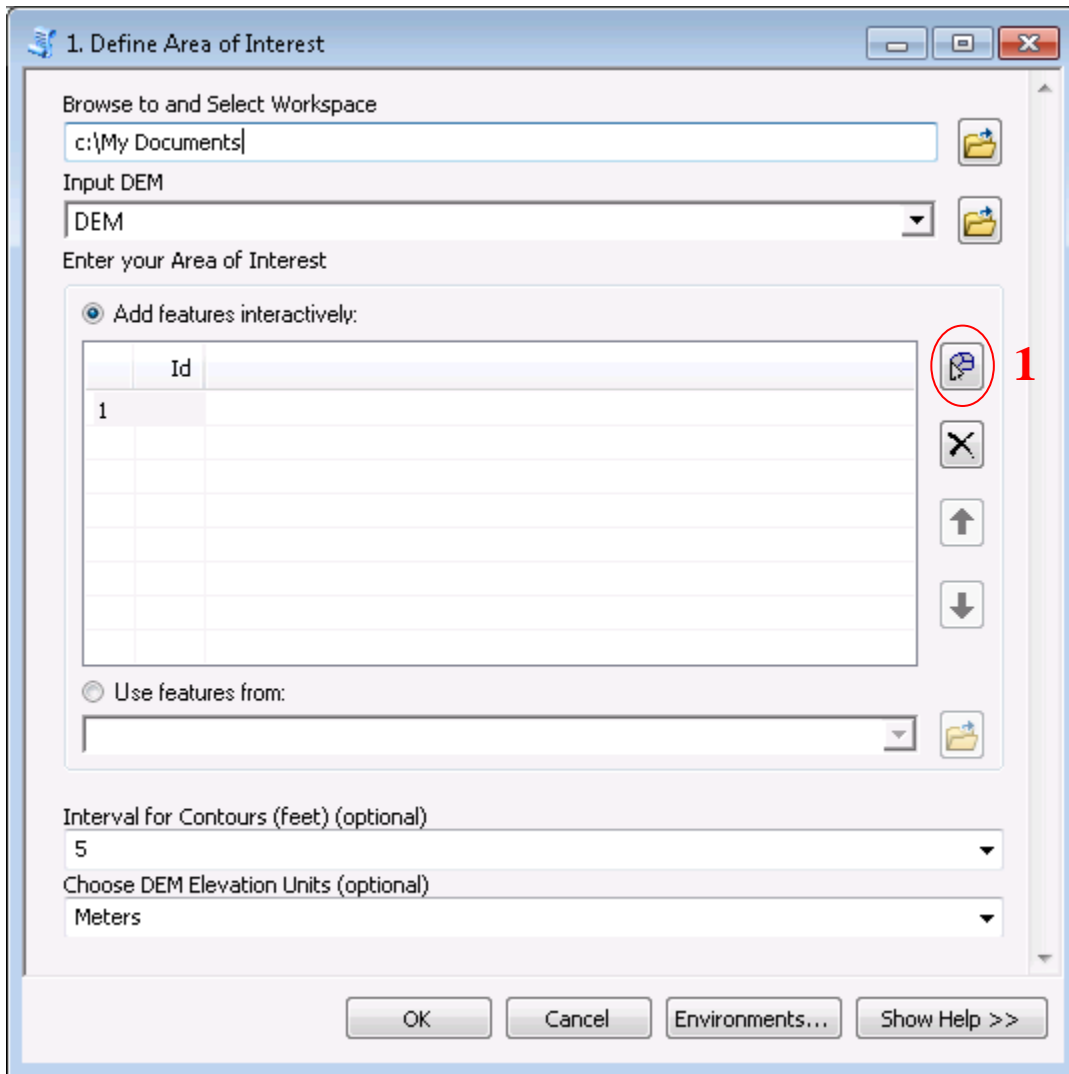 1. Define Area of Interest
Browse to and Select Workspace
c:\My Documents
Input DEM
DEM
Enter your Area of Interest
Add features interactively:
Id
1
1
Use features from:
Interval for Contours (feet) (optional)
5
Choose DEM Elevation Units (optional)
Meters
OK Cancel Environments... Show Help >>